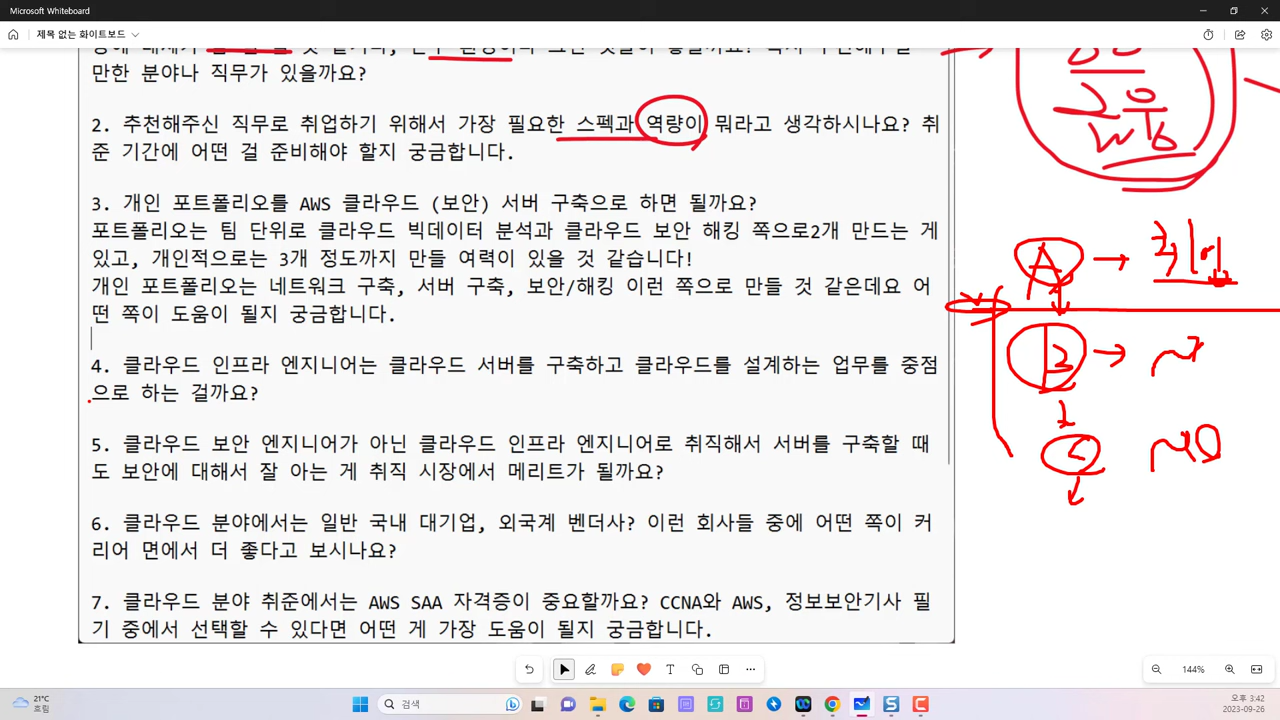 Microsoft Whiteboard
제목 없는 화이트보드
만한 분야나 직무가 있을까요?
2. 추천해주신 직무로 취업하기 위해서 가장 필요한 스펙과 역량이 뭐라고 생각하시나요? 취
준 기간에 어떤 걸 준비해야 할지 궁금합니다.
3. 개인 포트폴리오를 AWS 클라우드 (보안) 서버 구축으로 하면 될까요?
포트폴리오는 팀 단위로 클라우드 빅데이터 분석과 클라우드 보안 해킹 쪽으로2개 만드는 게
있고, 개인적으로는 3개 정도까지 만들 여력이 있을 것 같습니다!
개인 포트폴리오는 네트워크 구축, 서버 구축, 보안/해킹 이런 쪽으로 만들 것 같은데요 어
떤 쪽이 도움이 될지 궁금합니다.
4. 클라우드 인프라 엔지니어는 클라우드 서버를 구축하고 클라우드를 설계하는 업무를 중점
으로 하는 걸까요?
5. 클라우드 보안 엔지니어가 아닌 클라우드 인프라 엔지니어로 취직해서 서버를 구축할 때
도 보안에 대해서 잘 아는 게 취직 시장에서 메리트가 될까요?
6. 클라우드 분야에서는 일반 국내 대기업, 외국계 벤더사? 이런 회사들 중에 어떤 쪽이 커
리어 면에서 더 좋다고 보시나요?
7. 클라우드 분야 취준에서는 AWS SAA 자격증이 중요할까요? CCNA와 AWS, 정보보안기사 필
기 중에서 선택할 수 있다면 어떤 게 가장 도움이 될지 궁금합니다.
A
B
144%
21°C
흐림
검색
오후 3:42
2023-09-26